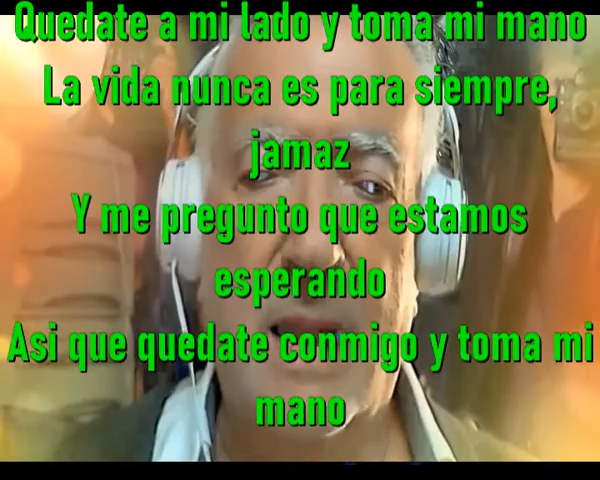 Quedate a mi lado y toma mi mano
La vida nunca es para siempre,
jamaz
Y me pregunto que estamos
esperando
Asi que quedate conmigo y toma mi
mano